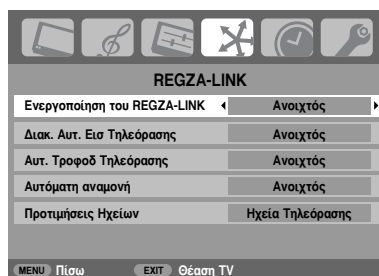 REGZA-LINK
Ενεργοποίηση του REGZA-LINK Ανοιχτός
Διακ. Αυτ. Εισ Τηλεόρασης Ανοιχτός
Αυτ. Τροφοδ Τηλεόρασης Ανοιχτός
Αυτόματη αναμονή Ανοιχτός
Προτιμήσεις Ηχείων Ηχεία Τηλεόρασης
MENU Πίσω EXIT Θέαση TV